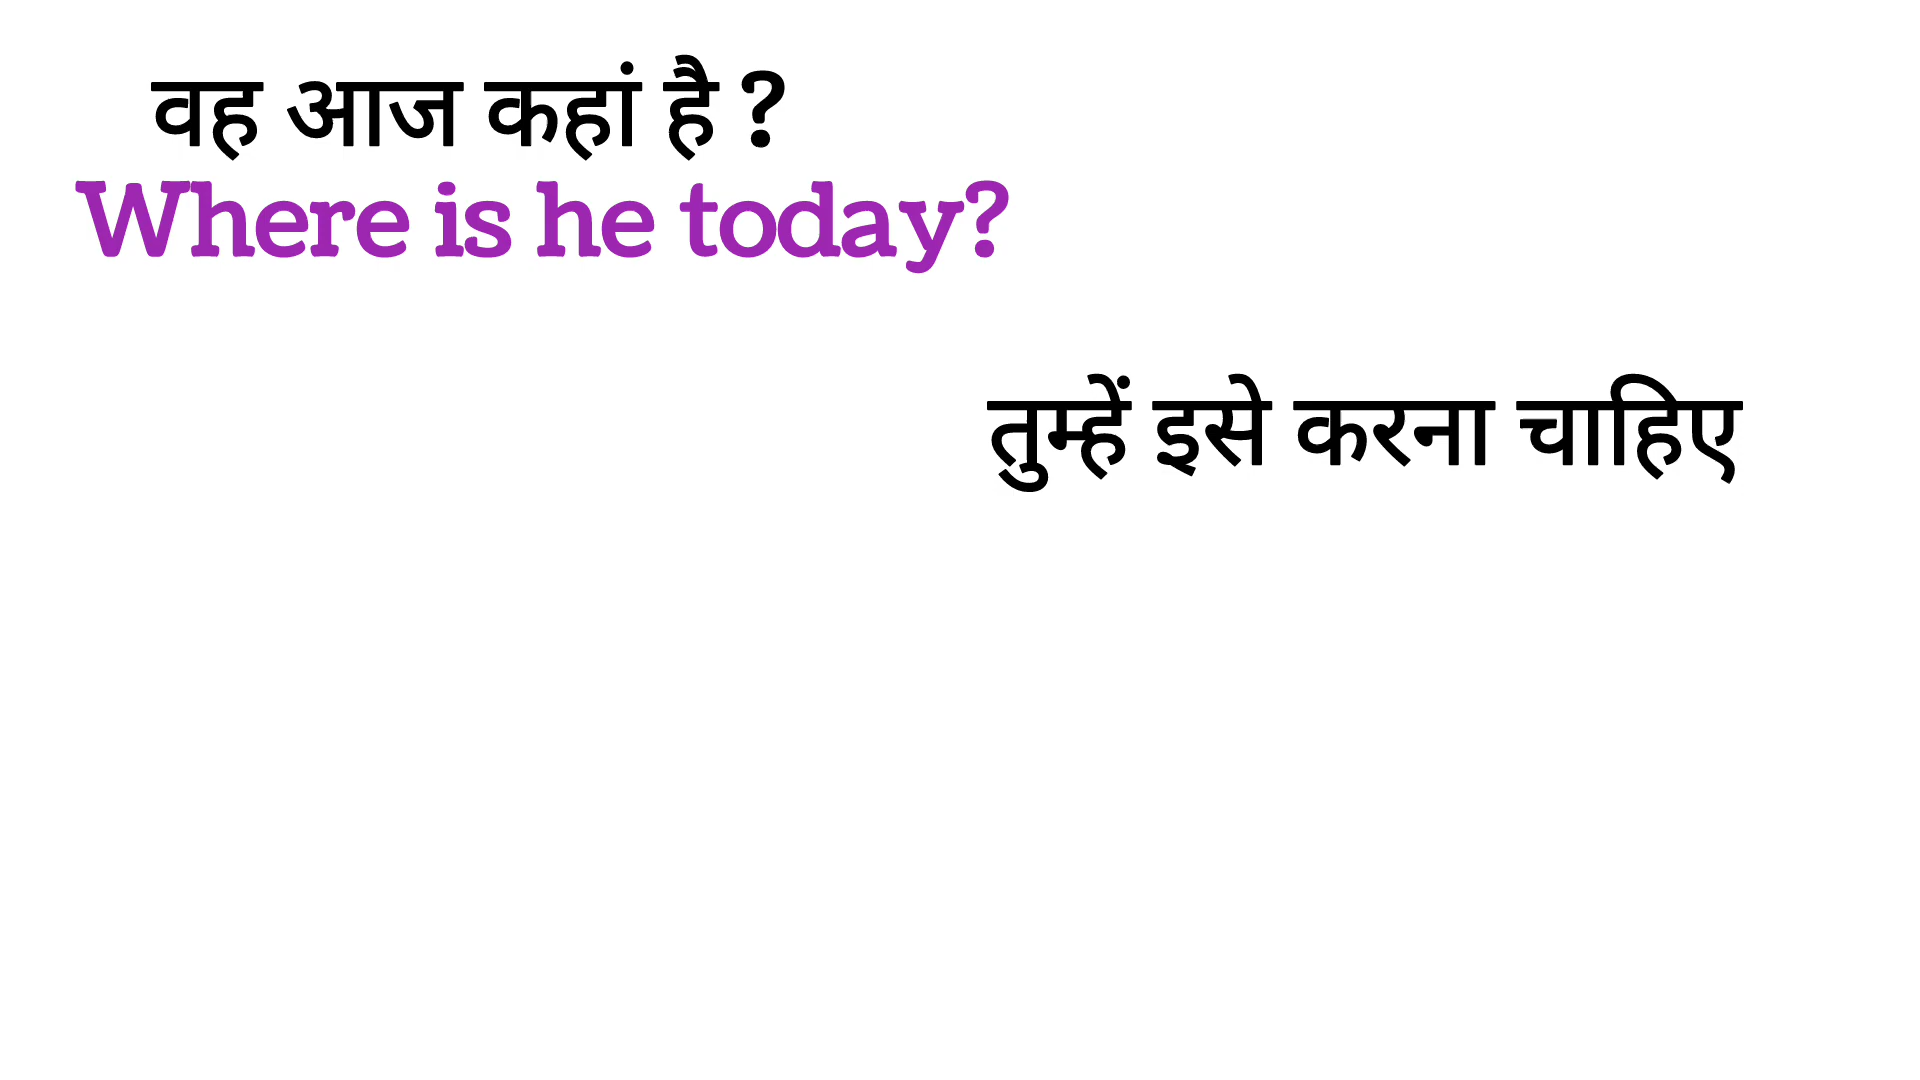 वह आज कहां है ?
Where is he today?
तुम्हें इसे करना चाहिए